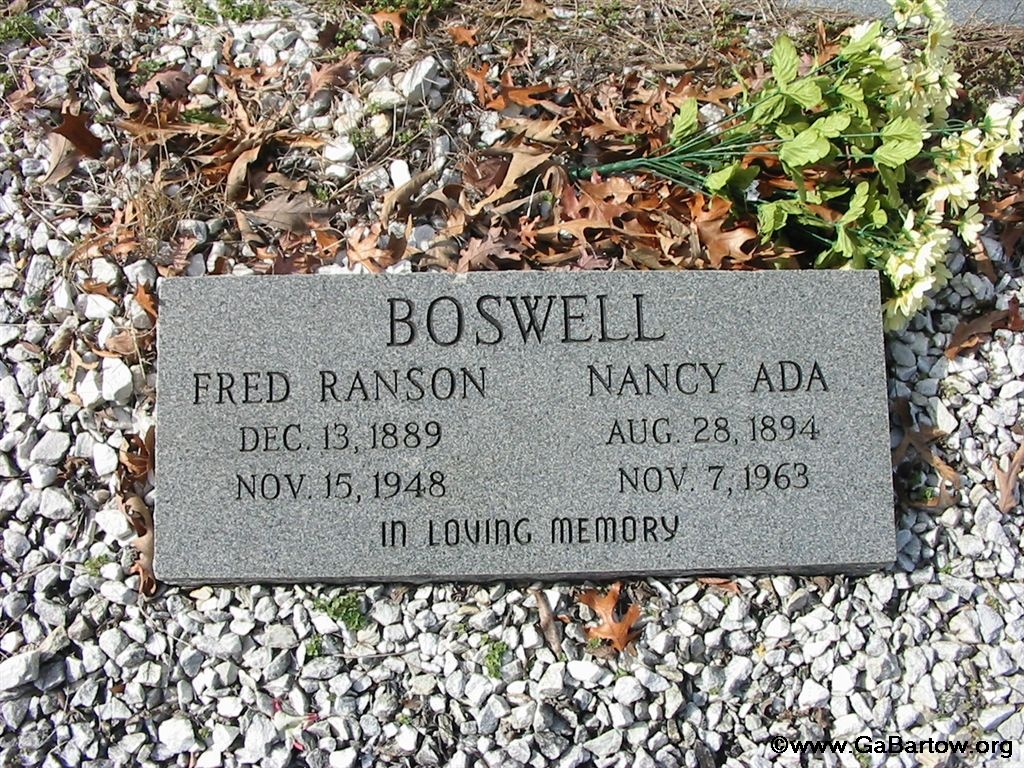 BOSWELL
FRED RANSON NANCY ADA
DEC. 13, 1889 AUG. 28, 1894
NOV. 15, 1948 NOV. 7, 1963
IN LOVING MEMORY
©www.GaBartow.org